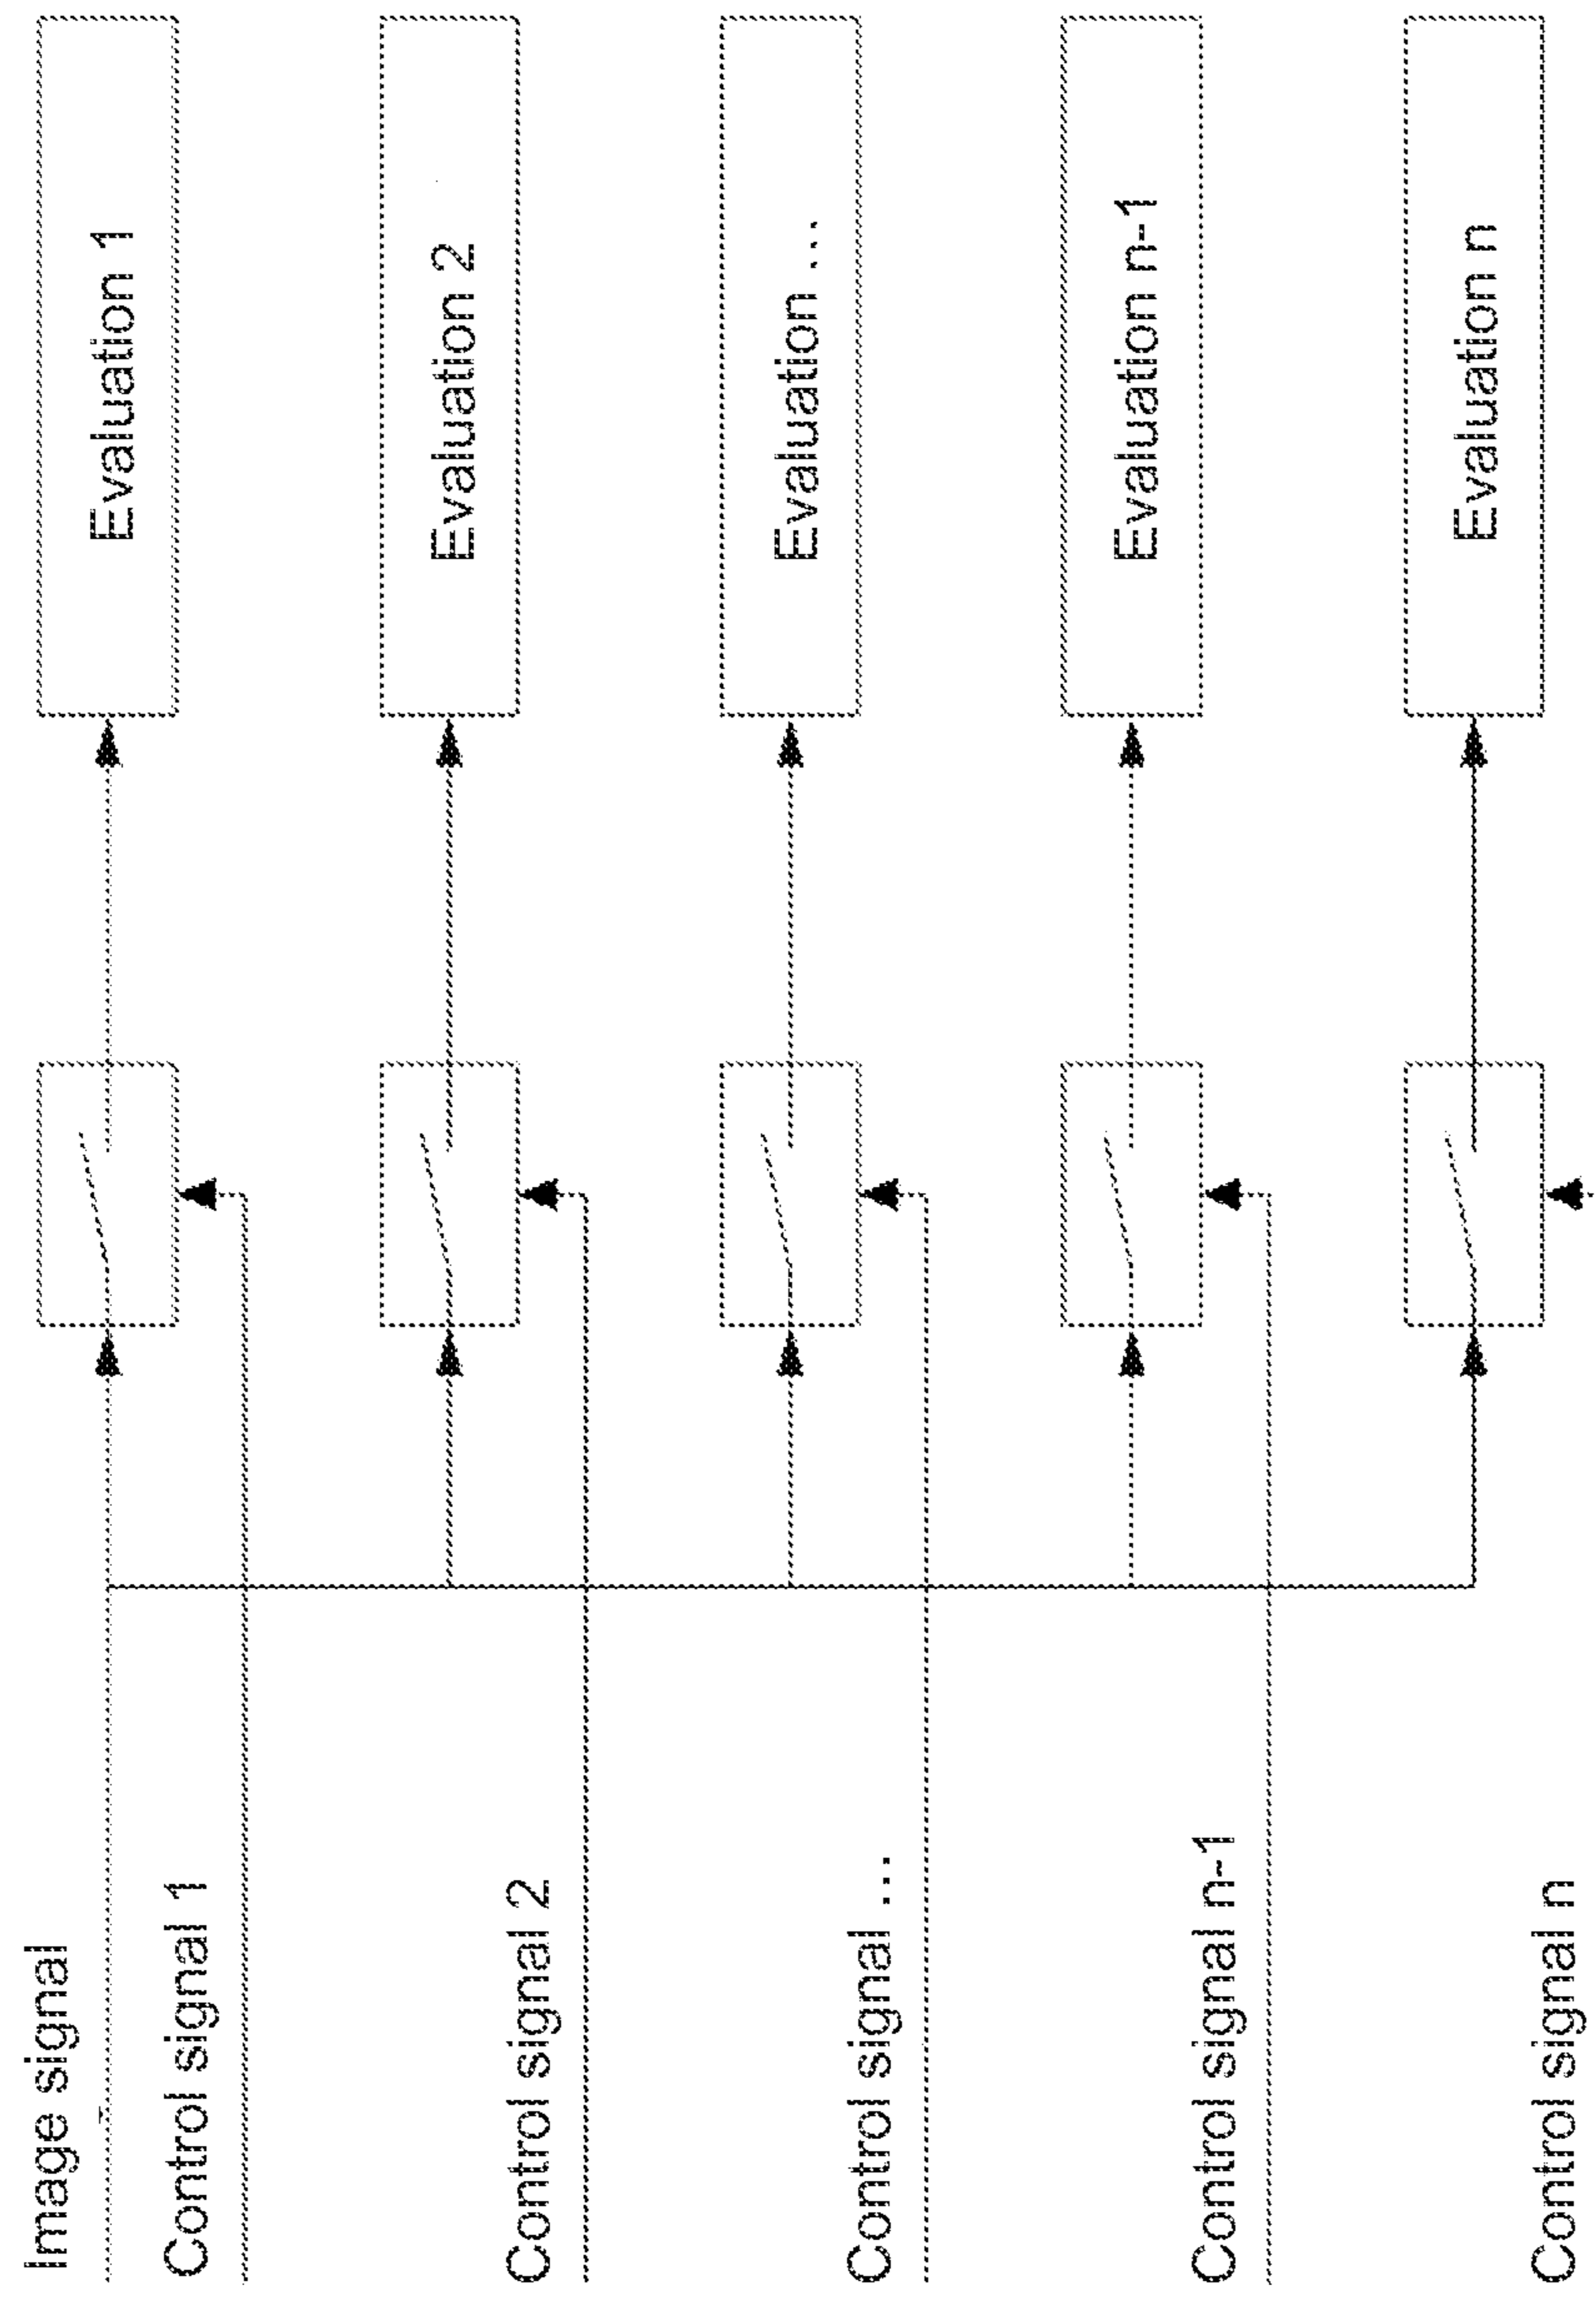 Image signal
Control signal 1
Evaluation 1
Control signal 2
Evaluation 2
Control signal ...
Evaluation ...
Control signal n-1
Evaluation n-1
Control signal n
Evaluation n